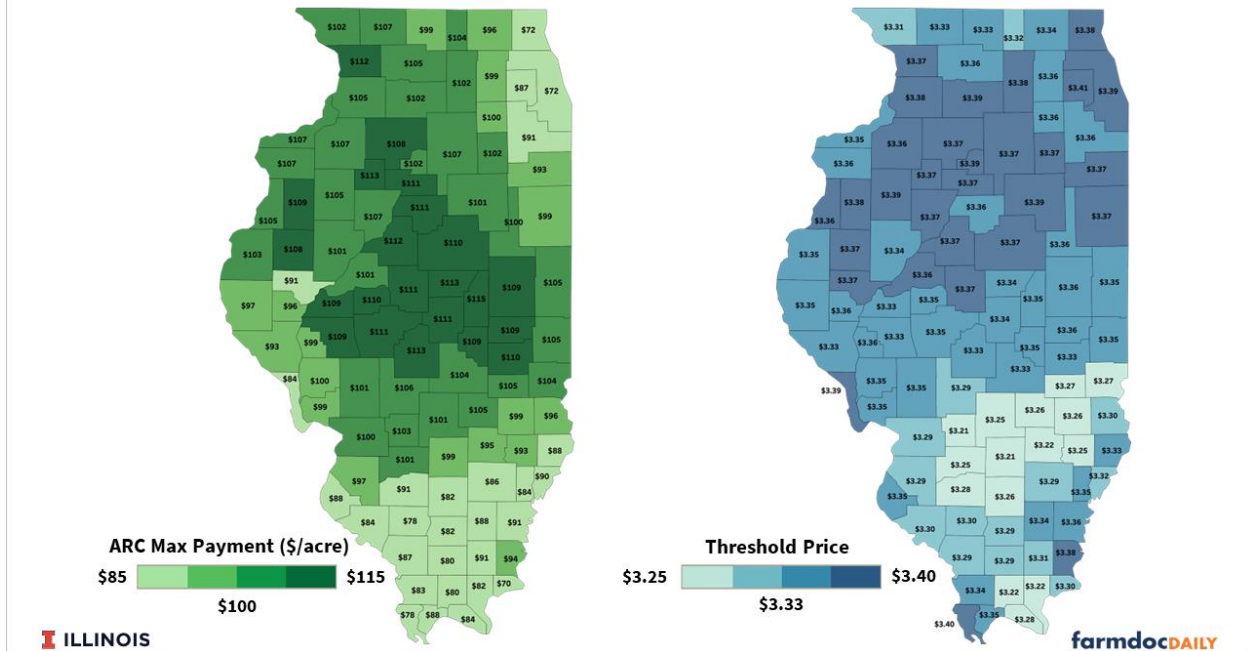 $102 $107 $99 $104 $96 $72
$112 $105 $102 $99 $87 $72
$105 $102 $100 $91
$107 $107 $108 $102 $107 $102
$107 $113 $111 $93
$109 $105 $111 $101 $99
$105 $107 $100
$103 $108 $101 $112 $110
$91 $101 $111 $113 $109 $105
$97 $96 $109 $110 $115
$93 $99 $109 $111 $111 $109 $109 $105
$113 $110
$84 $100 $101 $106 $104 $105 $104
$99 $101 $105 $99 $96
$100 $103 $95 $93 $88
$101 $99
$88 $97 $91 $82 $86 $84 $90
$84 $78 $82 $88 $91
$87 $80 $91 $94
$83 $80 $82 $70
$78 $88 $84
ARC Max Payment ($/acre)
$85 $115
$100
$3.31 $3.33 $3.33 $3.32 $3.34 $3.38
$3.37 $3.36 $3.38 $3.36 $3.41 $3.39
$3.38 $3.39 $3.36 $3.36
$3.35 $3.36 $3.37 $3.39 $3.37 $3.37
$3.36 $3.37 $3.37 $3.37
$3.38 $3.39 $3.36 $3.39 $3.37
$3.36 $3.37 $3.36
$3.35 $3.37 $3.34 $3.37 $3.37
$3.37 $3.36 $3.37 $3.34 $3.36 $3.35
$3.35 $3.36 $3.33 $3.35 $3.35
$3.33 $3.36 $3.33 $3.35 $3.34 $3.35 $3.36 $3.35
$3.33 $3.33 $3.33
$3.39 $3.35 $3.35 $3.29 $3.27 $3.27
$3.35 $3.25 $3.26 $3.26 $3.30
$3.29 $3.21 $3.22 $3.25 $3.33
$3.25 $3.21
$3.35 $3.29 $3.28 $3.26 $3.29 $3.35 $3.32
$3.30 $3.30 $3.29 $3.34 $3.36
$3.29 $3.29 $3.31 $3.38
$3.34 $3.22 $3.22 $3.30
$3.40 $3.35 $3.28
Threshold Price
$3.25 $3.40
$3.33
ILLINOIS
farmdocDAILY